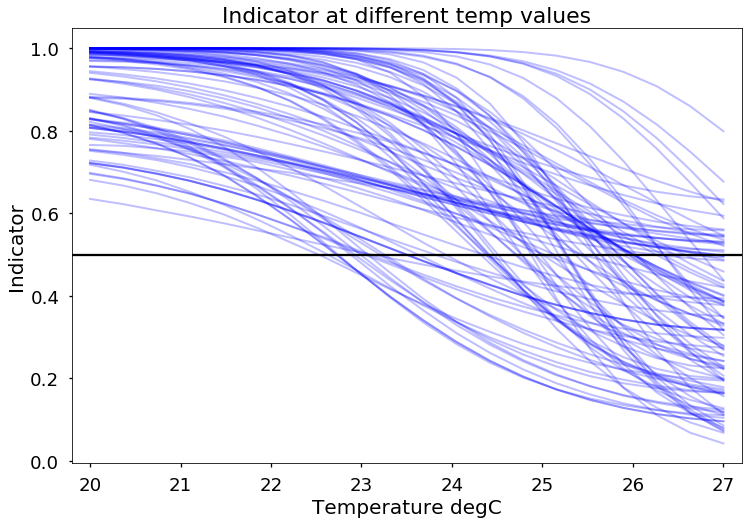 Indicator at different temp values
1.0
0.8
0.6
0.4
0.2
0.0
Indicator
20 21 22 23 24 25 26 27
Temperature degC